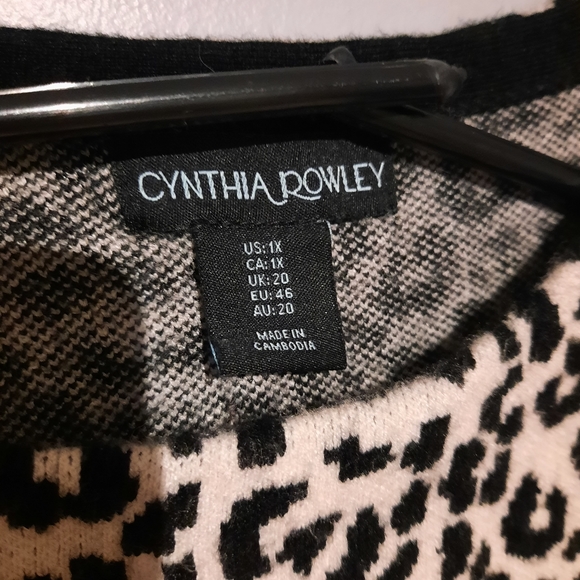 CYNTHIA ROWLEY
US: 1X
CA: 1X
UK: 20
EU: 46
AU: 20
MADE IN
CAMBODIA